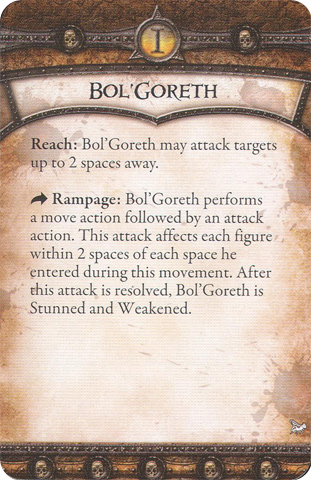 I
BOL'GORETH
Reach: Bol'Goreth may attack targets
up to 2 spaces away.
Rampage: Bol'Goreth performs
a move action followed by an attack
action. This attack affects each figure
within 2 spaces of each space he
entered during this movement. After
this attack is resolved, Bol'Goreth is
Stunned and Weakened.